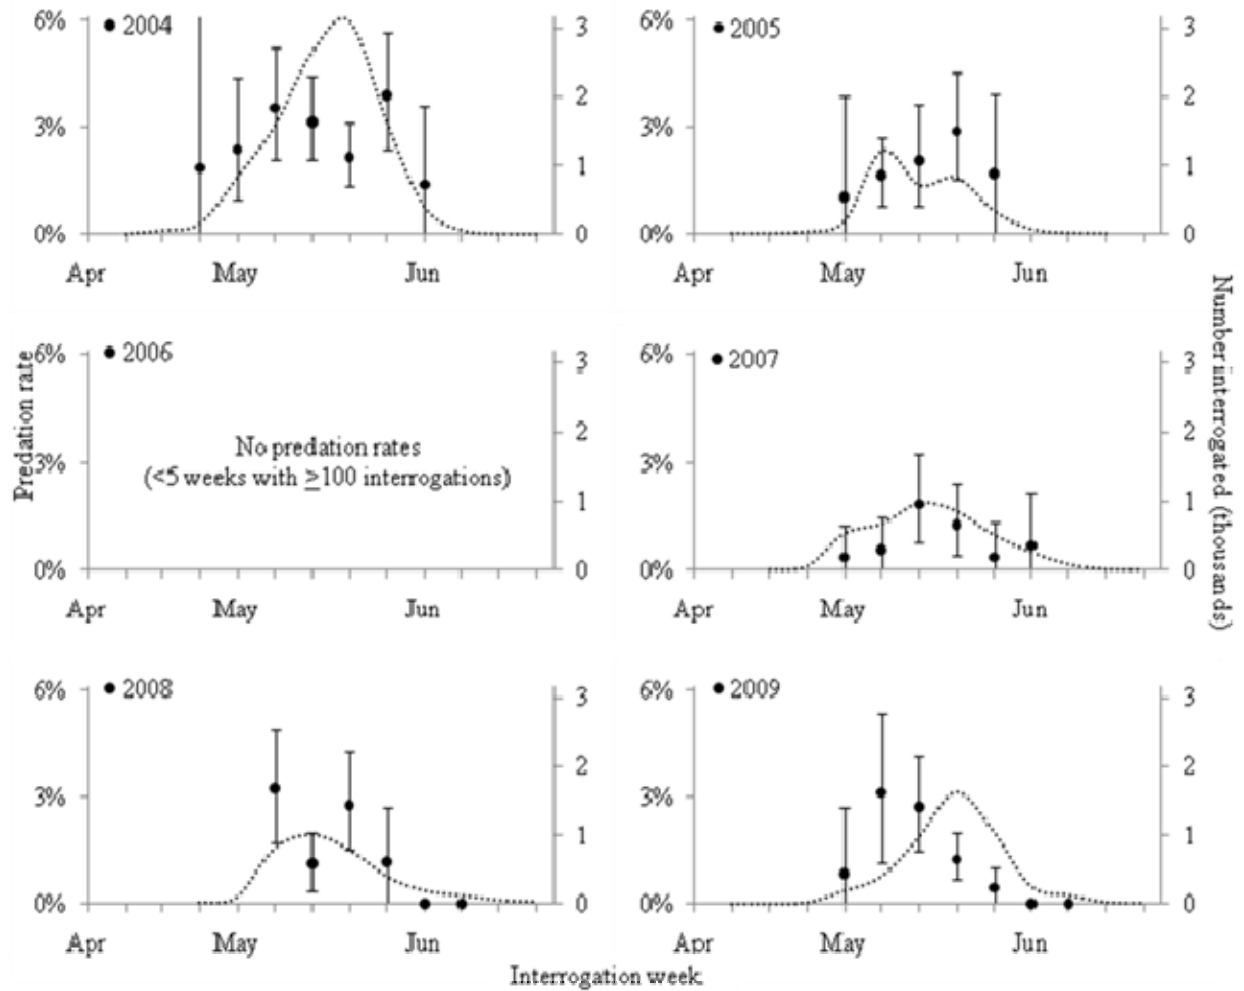 6% 2004 3
2
3%
1
0% 0
Apr May Jun
6% 2005 3
2
3%
1
0% 0
Apr May Jun
6% 2006 3
2
No predation rates
3%
(<5 weeks with ≥100 interrogations)
1
0% 0
Apr May Jun
6% 2007 3
2
3%
1
0% 0
Apr May Jun
6% 2008 3
2
3%
1
0% 0
Apr May Jun
6% 2009 3
2
3%
1
0% 0
Apr May Jun
Predation rate
Number interrogated (thousands)
Interrogation week